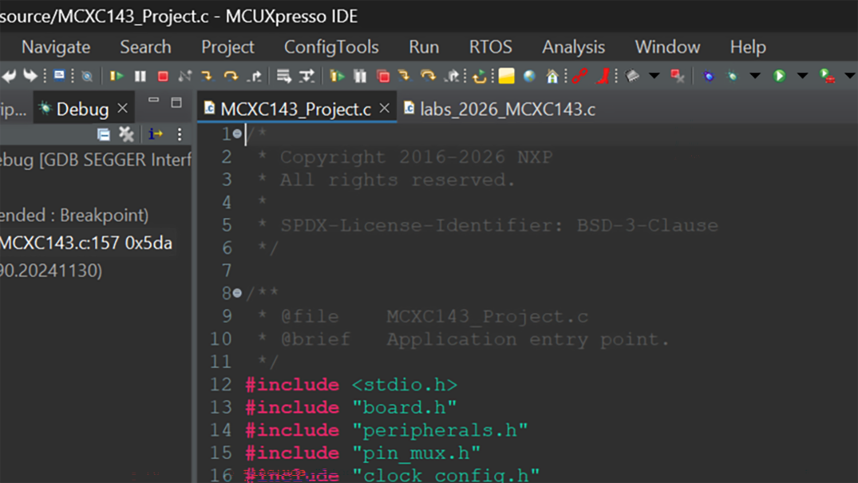 source/MCXC143_Project.c - MCUXpresso IDE
Navigate Search Project ConfigTools Run RTOS Analysis Window Help
ip... Debug MCXC143_Project.c labs_2026_MCXC143.c
ebug [GDB SEGGER Interf
ended : Breakpoint)
MCXC143.c:157 0x5da
90.20241130)
1 /*
2 * Copyright 2016-2026 NXP
3 * All rights reserved.
4 *
5 * SPDX-License-Identifier: BSD-3-Clause
6 */
7
8 /**
9 * @file MCXC143_Project.c
10 * @brief Application entry point.
11 */
12 #include <stdio.h>
13 #include "board.h"
14 #include "peripherals.h"
15 #include "pin_mux.h"
16 #include "clock_config.h"